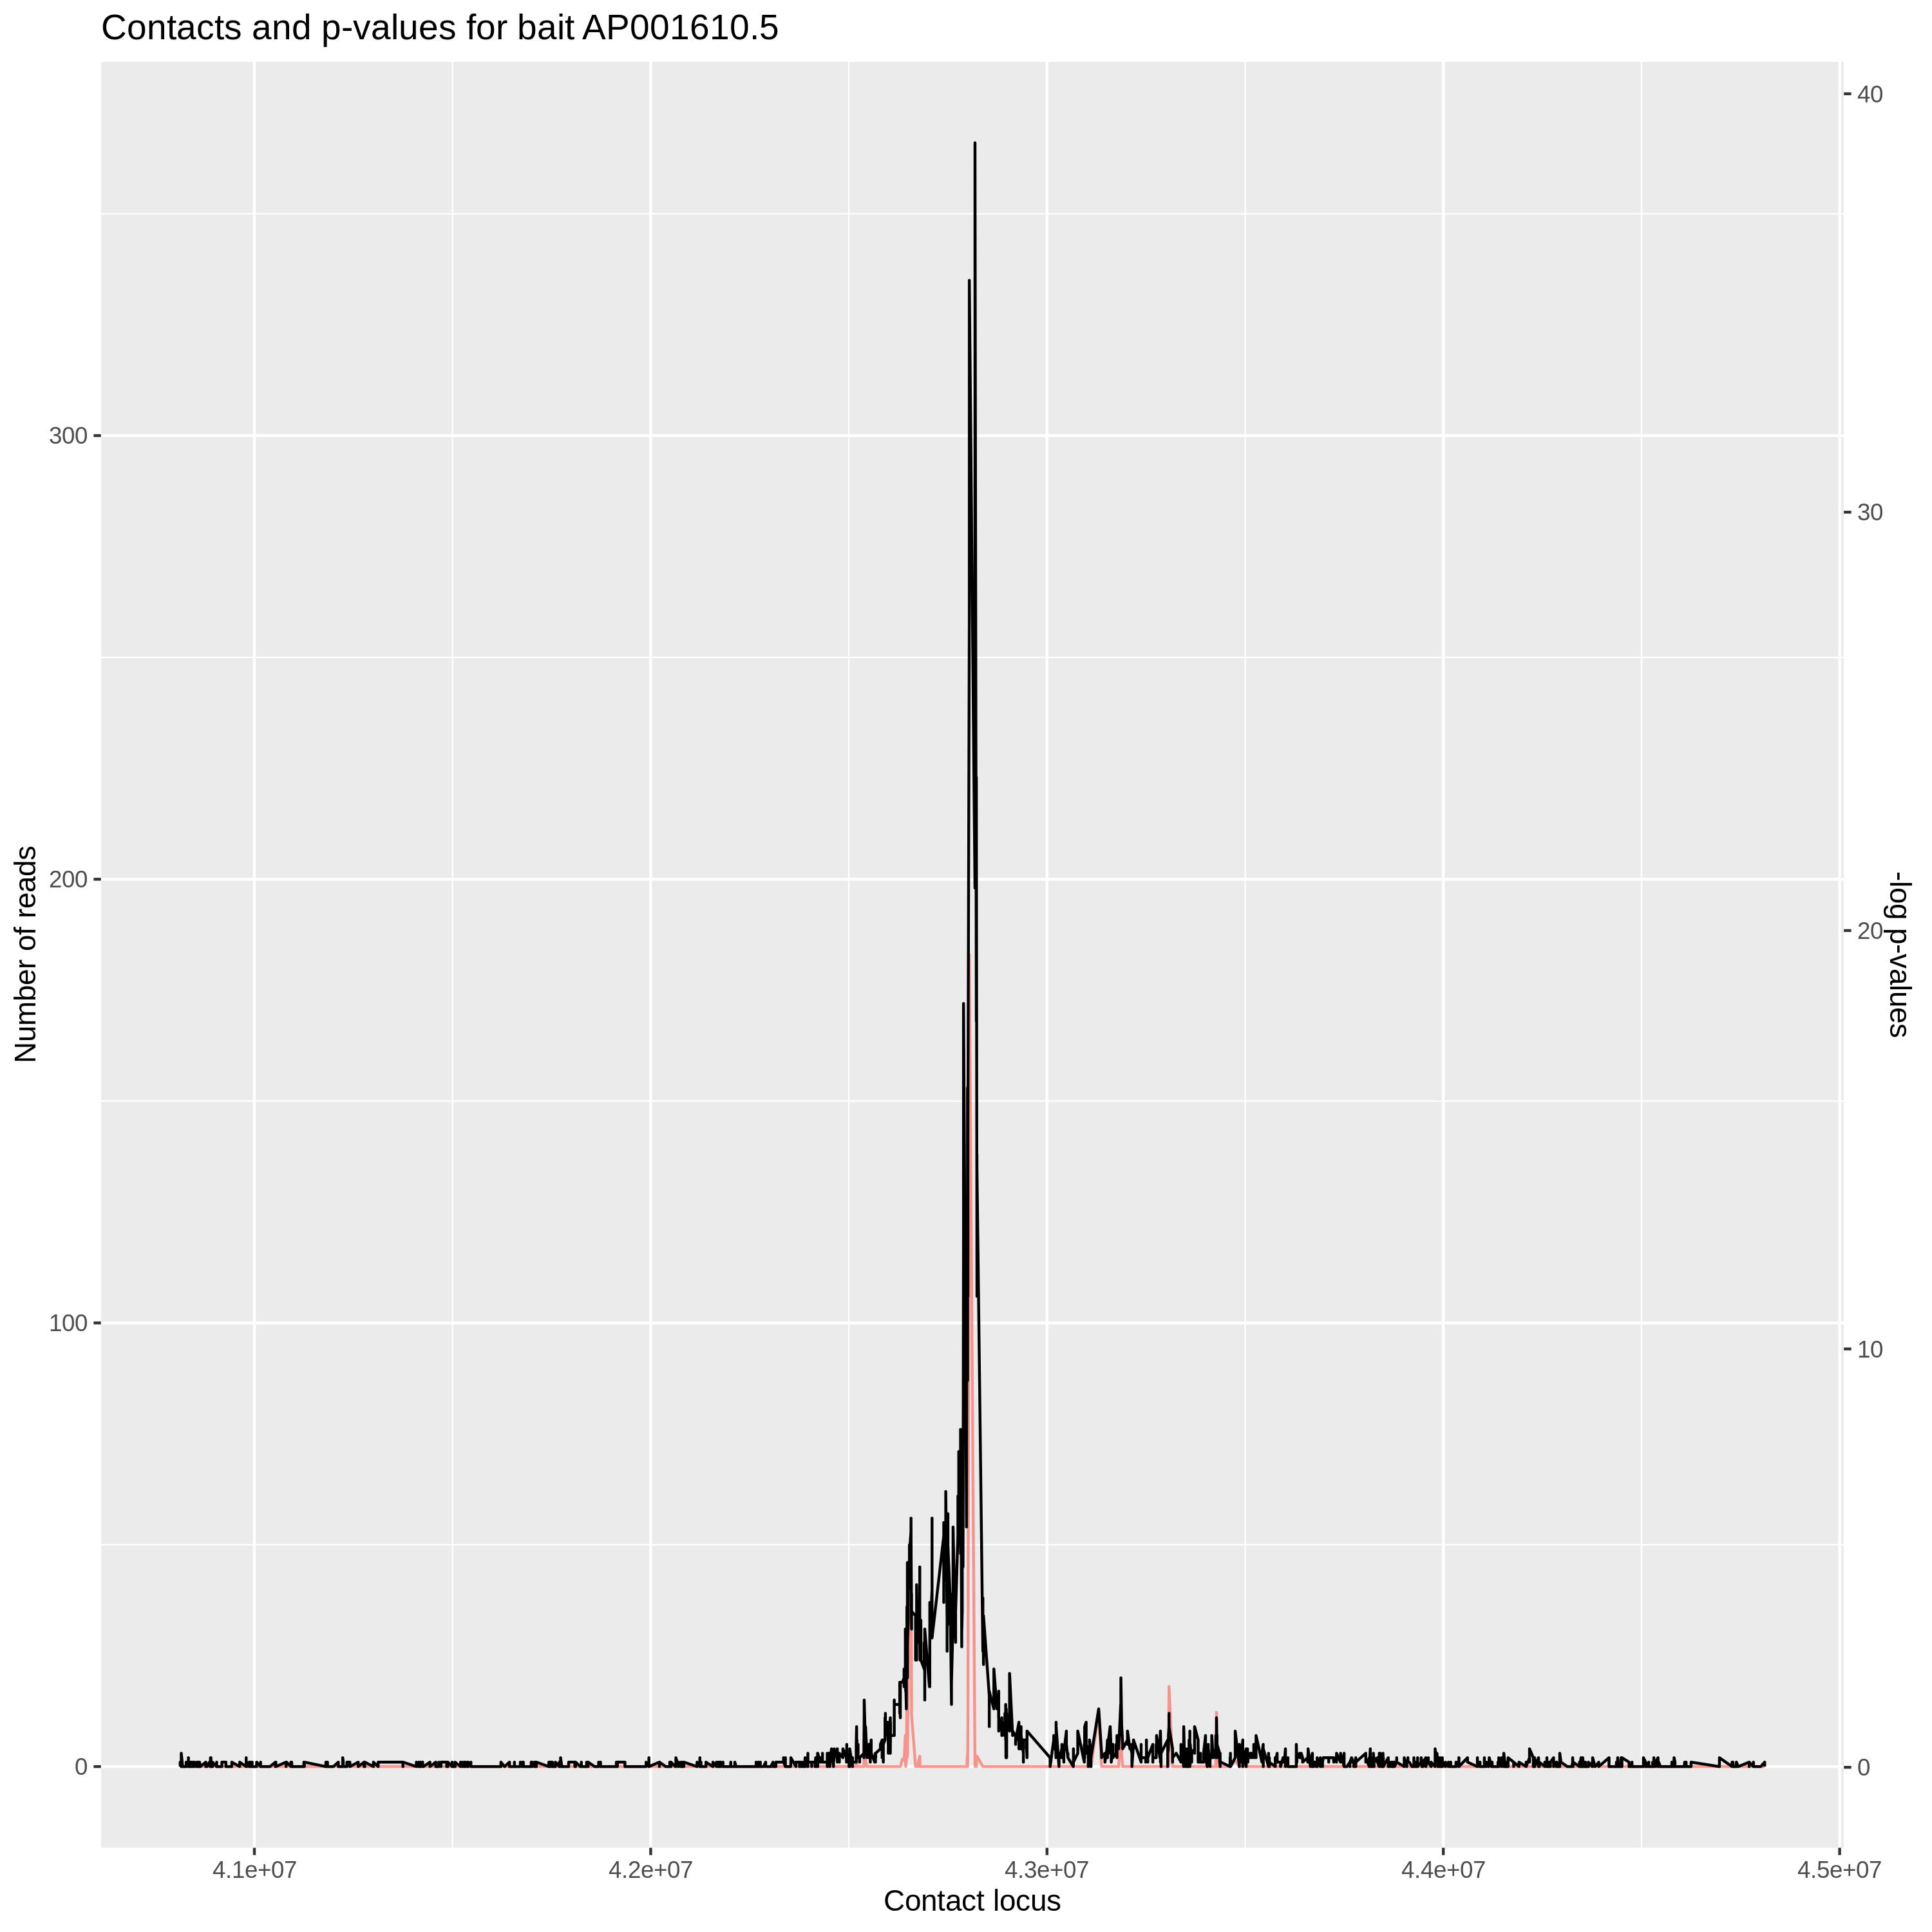 Contacts and p-values for bait AP001610.5
40
300
30
Number of reads
200
20
-log p-values
100
10
0
0
4.1e+07
4.2e+07
4.3e+07
4.4e+07
4.5e+07
Contact locus